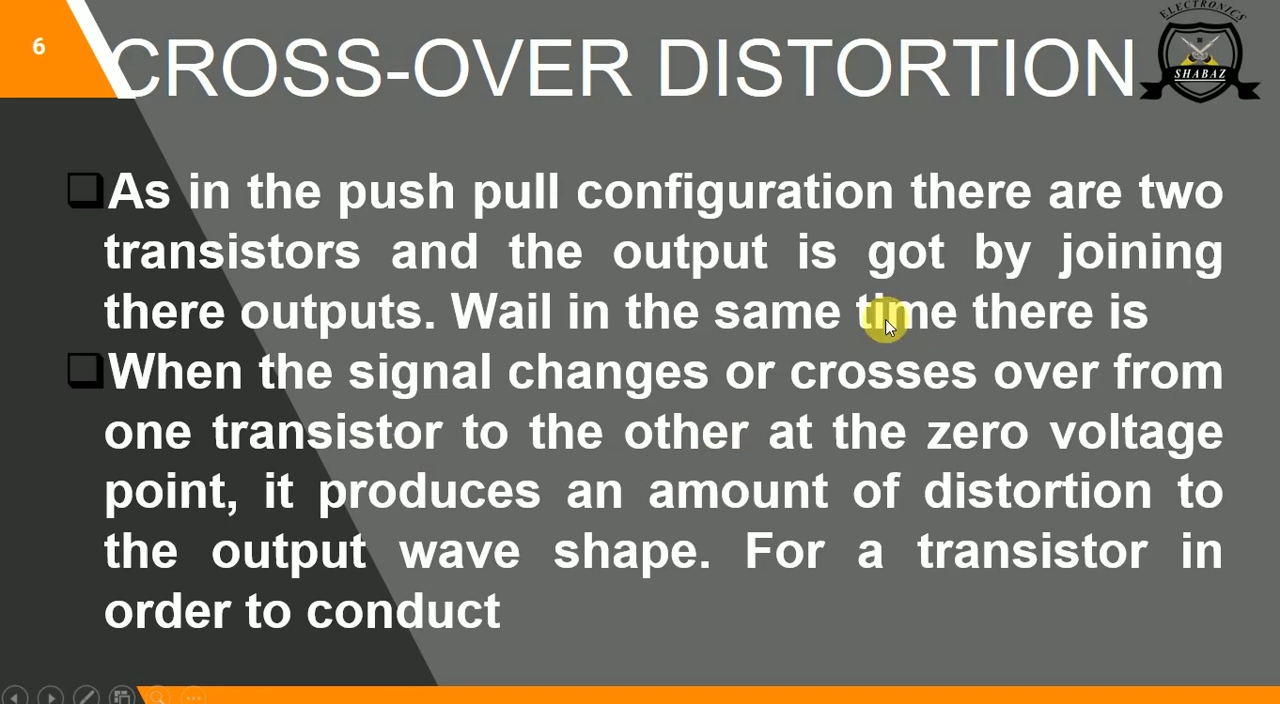 6
CROSS-OVER DISTORTION
ELECTRONICS
SHABAZ
As in the push pull configuration there are two
transistors and the output is got by joining
there outputs. Wail in the same time there is
When the signal changes or crosses over from
one transistor to the other at the zero voltage
point, it produces an amount of distortion to
the output wave shape. For a transistor in
order to conduct